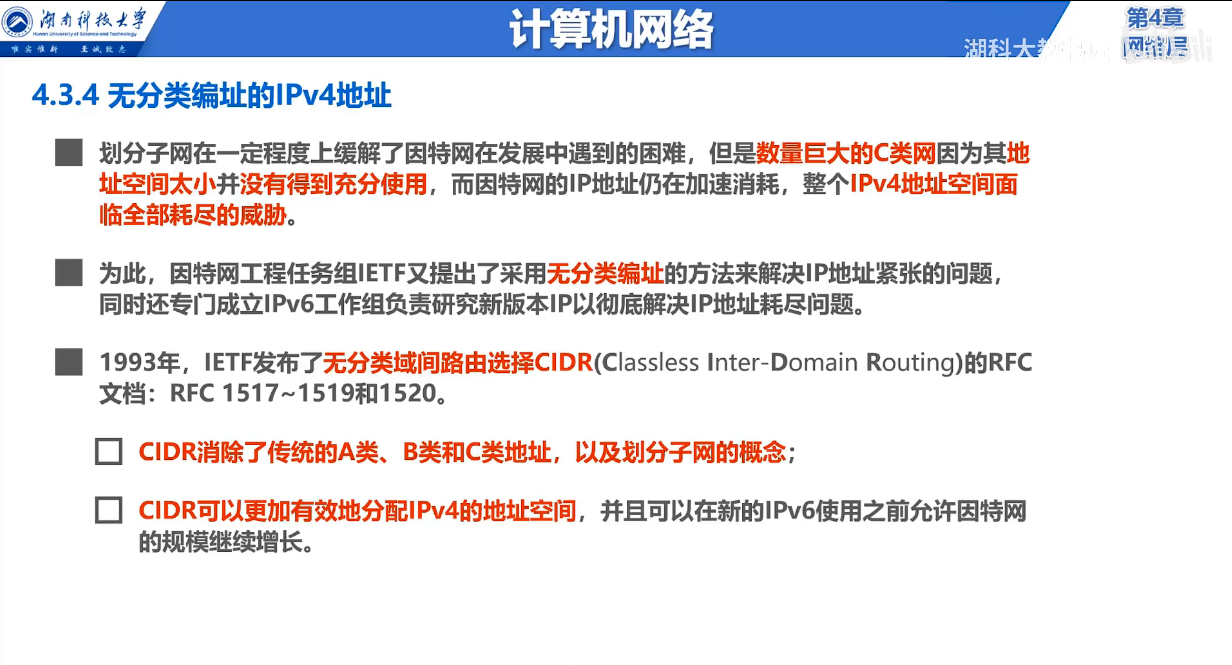 湖南科技大学
Hunan University of Science and Technology
唯实惟新 至诚致志
计算机网络
第4章
网络层
湖科大教
4.3.4 无分类编址的IPv4地址
划分子网在一定程度上缓解了因特网在发展中遇到的困难，但是数量巨大的C类网因为其地
址空间太小并没有得到充分使用，而因特网的IP地址仍在加速消耗，整个IPv4地址空间面
临全部耗尽的威胁。
为此，因特网工程任务组IETF又提出了采用无分类编址的方法来解决IP地址紧张的问题，
同时还专门成立IPv6工作组负责研究新版本IP以彻底解决IP地址耗尽问题。
1993年，IETF发布了无分类域间路由选择CIDR(Classless Inter-Domain Routing)的RFC
文档：RFC 1517~1519和1520。
CIDR消除了传统的A类、B类和C类地址，以及划分子网的概念；
CIDR可以更加有效地分配IPv4的地址空间，并且可以在新的IPv6使用之前允许因特网
的规模继续增长。